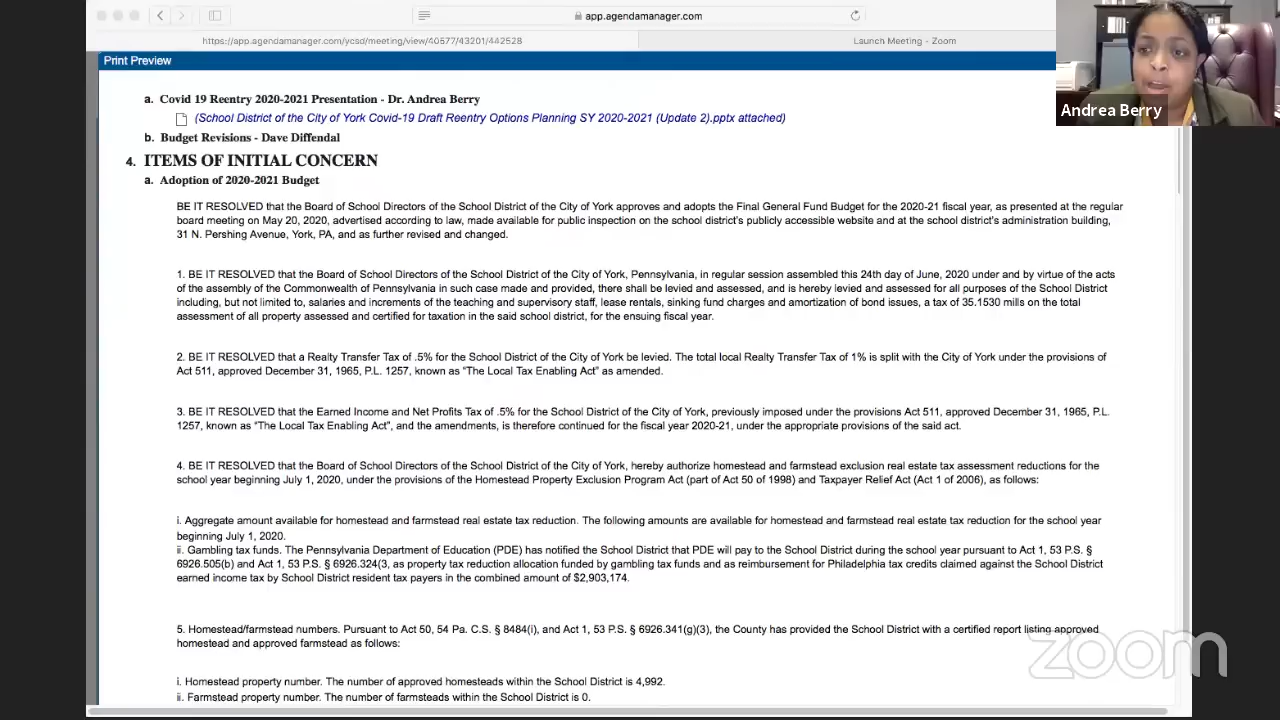 app.agendamanager.com
https://app.agendamanager.com/ycsd/meeting/view/40577/43201/442528
Launch Meeting - Zoom
Print Preview
Andrea Berry
a. Covid 19 Reentry 2020-2021 Presentation - Dr. Andrea Berry
(School District of the City of York Covid-19 Draft Reentry Options Planning SY 2020-2021 (Update 2).pptx attached)
b. Budget Revisions - Dave Diffendal
4. ITEMS OF INITIAL CONCERN
a. Adoption of 2020-2021 Budget
BE IT RESOLVED that the Board of School Directors of the School District of the City of York approves and adopts the Final General Fund Budget for the 2020-21 fiscal year, as presented at the regular
board meeting on May 20, 2020, advertised according to law, made available for public inspection on the school district's publicly accessible website and at the school district's administration building,
31 N. Pershing Avenue, York, PA, and as further revised and changed.
1. BE IT RESOLVED that the Board of School Directors of the School District of the City of York, Pennsylvania, in regular session assembled this 24th day of June, 2020 under and by virtue of the acts
of the assembly of the Commonwealth of Pennsylvania in such case made and provided, there shall be levied and assessed, and is hereby levied and assessed for all purposes of the School District
including, but not limited to, salaries and increments of the teaching and supervisory staff, lease rentals, sinking fund charges and amortization of bond issues, a tax of 35.1530 mills on the total
assessment of all property assessed and certified for taxation in the said school district, for the ensuing fiscal year.
2. BE IT RESOLVED that a Realty Transfer Tax of .5% for the School District of the City of York be levied. The total local Realty Transfer Tax of 1% is split with the City of York under the provisions of
Act 511, approved December 31, 1965, P.L. 1257, known as “The Local Tax Enabling Act” as amended.
3. BE IT RESOLVED that the Earned Income and Net Profits Tax of .5% for the School District of the City of York, previously imposed under the provisions Act 511, approved December 31, 1965, P.L.
1257, known as “The Local Tax Enabling Act”, and the amendments, is therefore continued for the fiscal year 2020-21, under the appropriate provisions of the said act.
4. BE IT RESOLVED that the Board of School Directors of the School District of the City of York, hereby authorize homestead and farmstead exclusion real estate tax assessment reductions for the
school year beginning July 1, 2020, under the provisions of the Homestead Property Exclusion Program Act (part of Act 50 of 1998) and Taxpayer Relief Act (Act 1 of 2006), as follows:
i. Aggregate amount available for homestead and farmstead real estate tax reduction. The following amounts are available for homestead and farmstead real estate tax reduction for the school year
beginning July 1, 2020.
ii. Gambling tax funds. The Pennsylvania Department of Education (PDE) has notified the School District that PDE will pay to the School District during the school year pursuant to Act 1, 53 P.S. §
6926.505(b) and Act 1, 53 P.S. § 6926.324(3, as property tax reduction allocation funded by gambling tax funds and as reimbursement for Philadelphia tax credits claimed against the School District
earned income tax by School District resident tax payers in the combined amount of $2,903,174.
5. Homestead/farmstead numbers. Pursuant to Act 50, 54 Pa. C.S. § 8484(i), and Act 1, 53 P.S. § 6926.341(g)(3), the County has provided the School District with a certified report listing approved
homestead and approved farmstead as follows:
i. Homestead property number. The number of approved homesteads within the School District is 4,992.
ii. Farmstead property number. The number of farmsteads within the School District is 0.
zoom